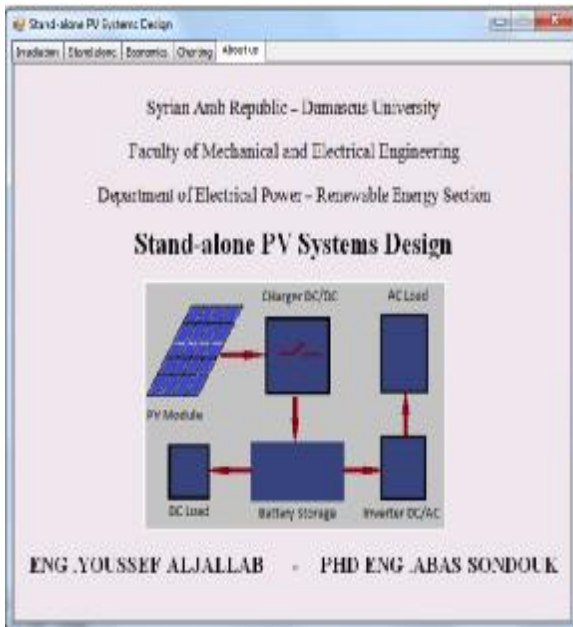 Stand-alone PV Systems Design
Irradiation Stand alone Economics Charting About us
Syrian Arab Republic – Damascus University
Faculty of Mechanical and Electrical Engineering
Department of Electrical Power – Renewable Energy Section
Stand-alone PV Systems Design
CHarger DC/DC AC Load
PV Module
DC Load Battery Storage Inverter DC/AC
ENG .YOUSSEF ALJALLAB - PHD ENG .ABAS SONDOUK